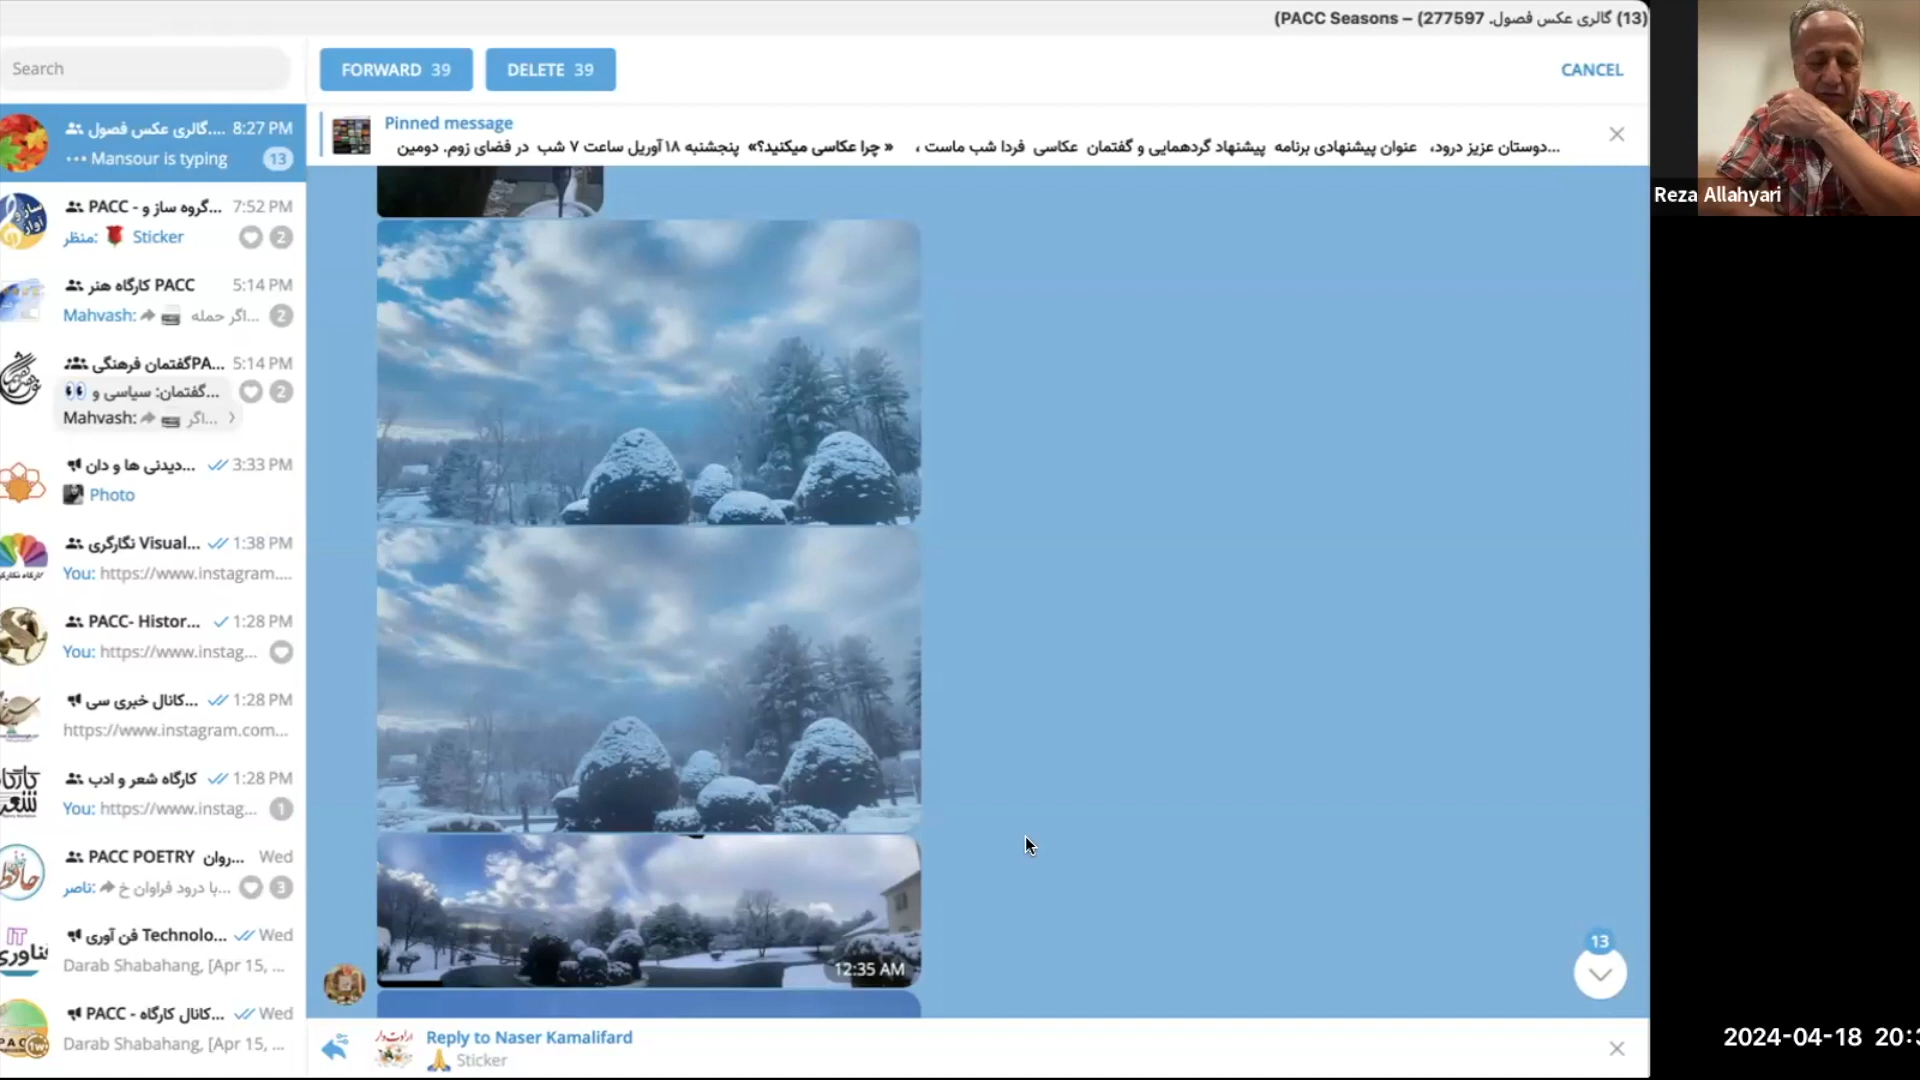 (PACC Seasons – (277597 .گالری عکس فصول (13)
Search
FORWARD 39
DELETE 39
CANCEL
Pinned message
دوستان عزیز درود، عنوان پیشنهادی برنامه پیشنهاد گردهمایی و گفتمان عکاسی فردا شب ماست ، « چرا عکاسی میکنید؟» پنجشنبه ۱۸ آوریل ساعت ۷ شب در فضای زوم. دومین...
گالری عکس فصول.... 8:27 PM
Mansour is typing 13
گروه ساز و - PACC... 7:52 PM
منظر: Sticker 2
کارگاه هنر PACC 5:14 PM
Mahvash: اگر حمله... 2
گفتمان فرهنگیPA... 5:14 PM
گفتمان: سیاسی و... 2
Mahvash: اگر...
دیدنی ها و دان... 3:33 PM
Photo
نگارگری Visual... 1:38 PM
You: https://www.instagram....
PACC- Histor... 1:28 PM
You: https://www.instag...
کانال خبری سی... 1:28 PM
https://www.instagram.com...
کارگاه شعر و ادب 1:28 PM
You: https://www.instag... 1
PACC POETRY روان... Wed
ناصر: با درود فراوان خ... 3
فن آوری Technolo... Wed
Darab Shabahang, [Apr 15, ...
PACC - کانال کارگاه... Wed
Darab Shabahang, [Apr 15, ...
12:35 AM
13
Reply to Naser Kamalifard
Sticker
Reza Allahyari
2024-04-18 20:3